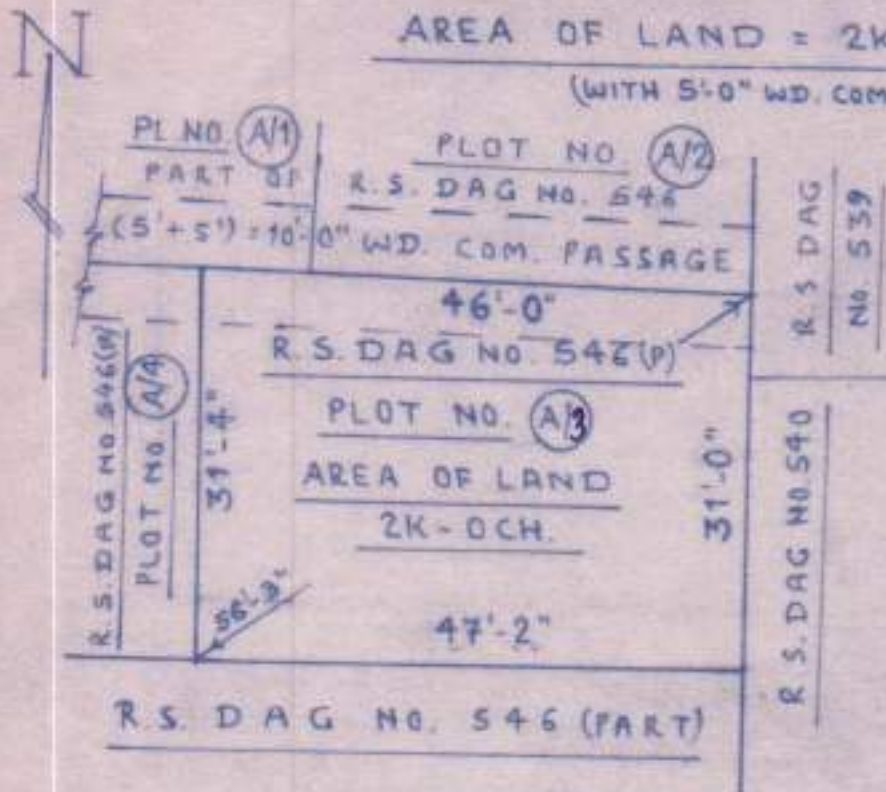 N
AREA OF LAND = 2K
(WITH 5'-0" WD. COM
PL NO. A/1
PART OF
PLOT NO. A/2
R.S. DAG NO. 546
(5'+5') = 10'-0" WD. COM. PASSAGE
R.S DAG
NO. 539
46'-0"
R.S. DAG NO. 546(P)
PLOT NO. A/3
AREA OF LAND
2K-0CH.
R.S. DAG NO. 546(P)
PLOT NO. A/4
31'-4"
31'-0"
R.S. DAG NO. 540
56'-3"
47'-2"
R.S. DAG NO. 546 (PART)